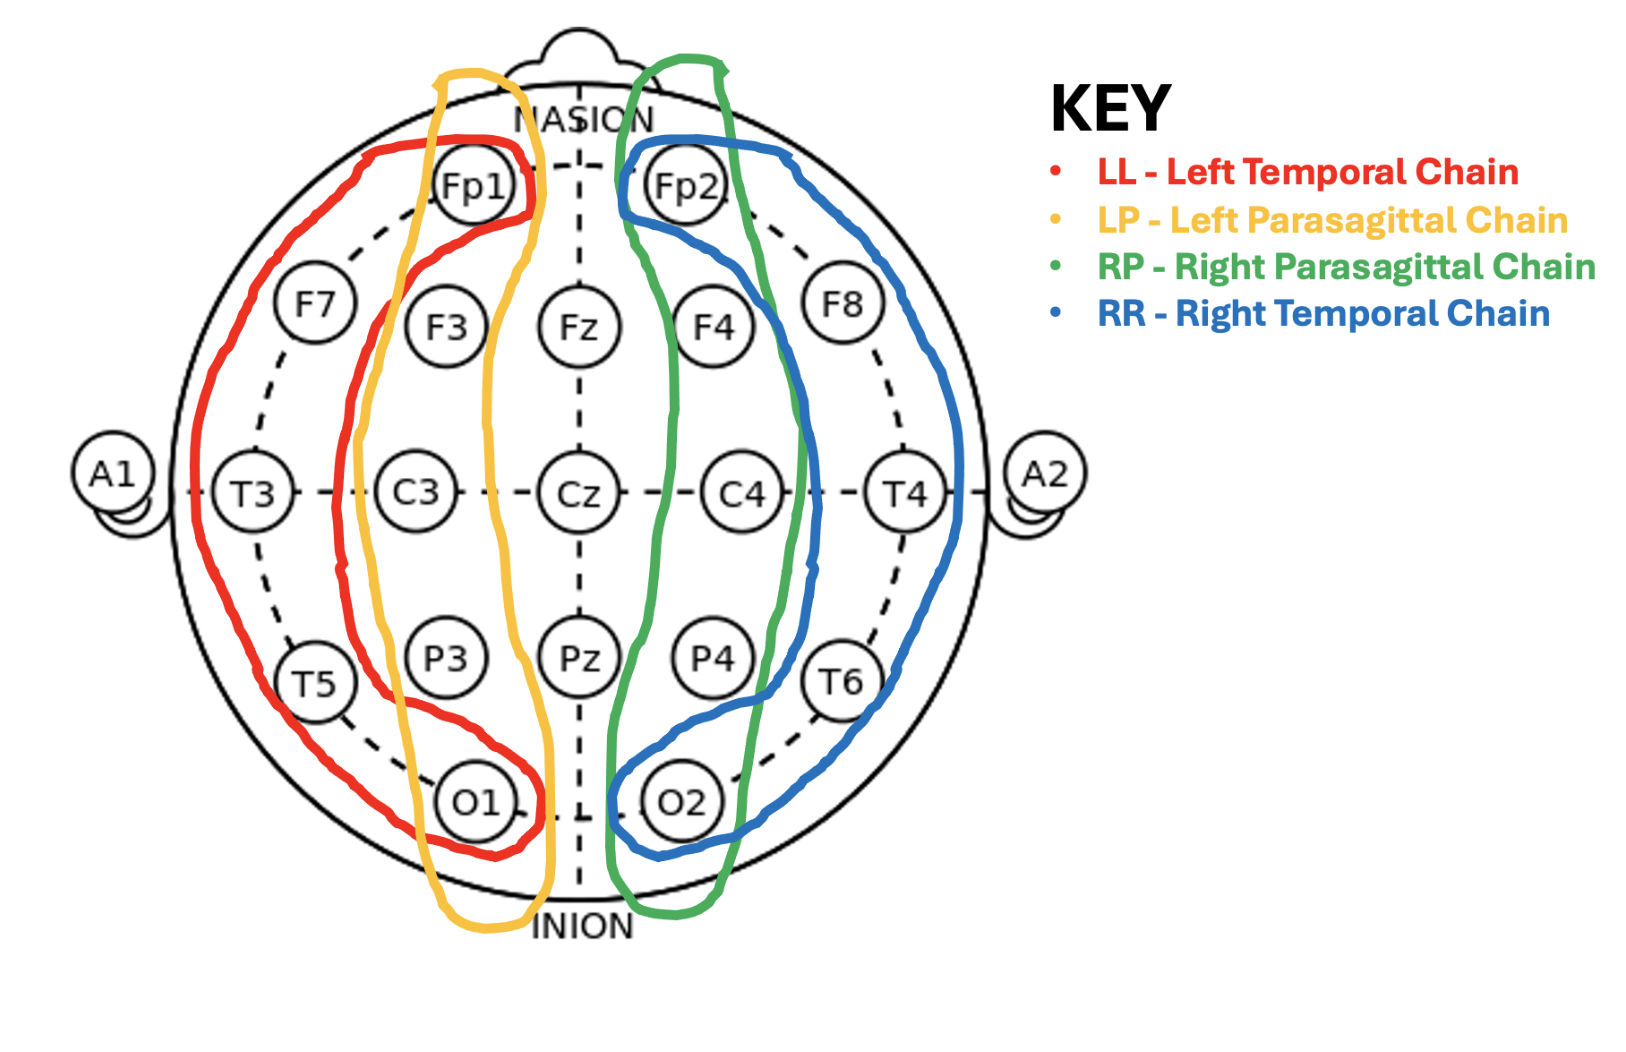 KEY
NASION
• LL - Left Temporal Chain
Fp1 Fp2
• LP - Left Parasagittal Chain
• RP - Right Parasagittal Chain
F7 F8
• RR - Right Temporal Chain
F3 Fz F4
A1 A2
T3 C3 Cz C4 T4
P3 Pz P4
T5 T6
O1 O2
INION